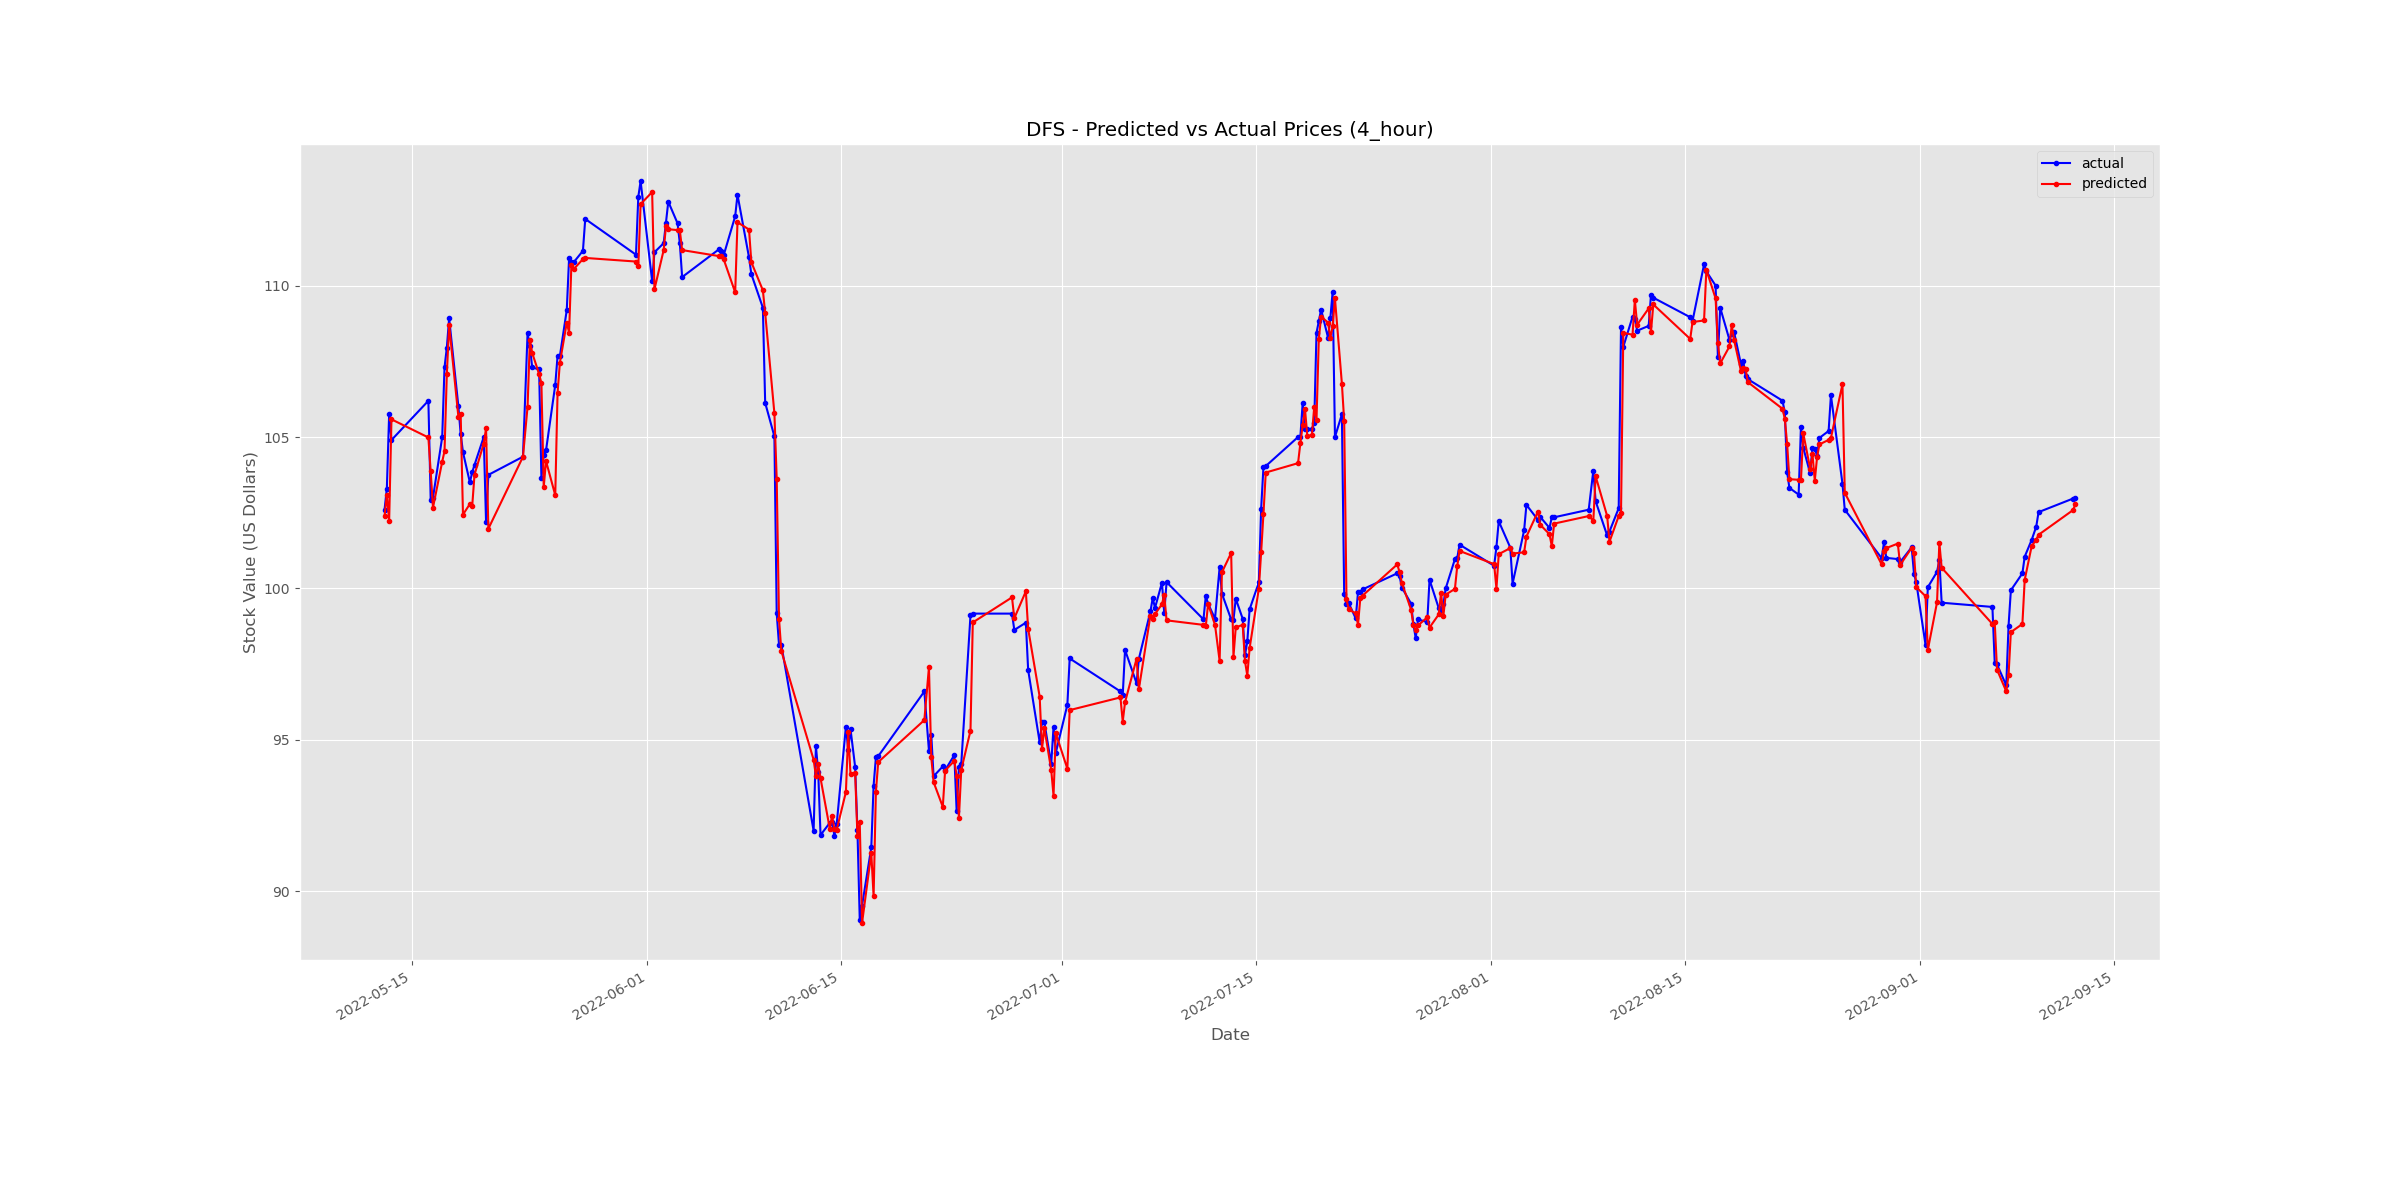 DFS - Predicted vs Actual Prices (4_hour)
actual
predicted
Stock Value (US Dollars)
110
105
100
95
90
2022-05-15
2022-06-01
2022-06-15
2022-07-01
2022-07-15
2022-08-01
2022-08-15
2022-09-01
2022-09-15
Date